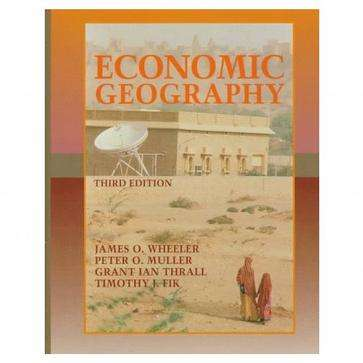 ECONOMIC
GEOGRAPHY
THIRD EDITION
JAMES O. WHEELER
PETER O. MULLER
GRANT IAN THRALL
TIMOTHY J. FIK